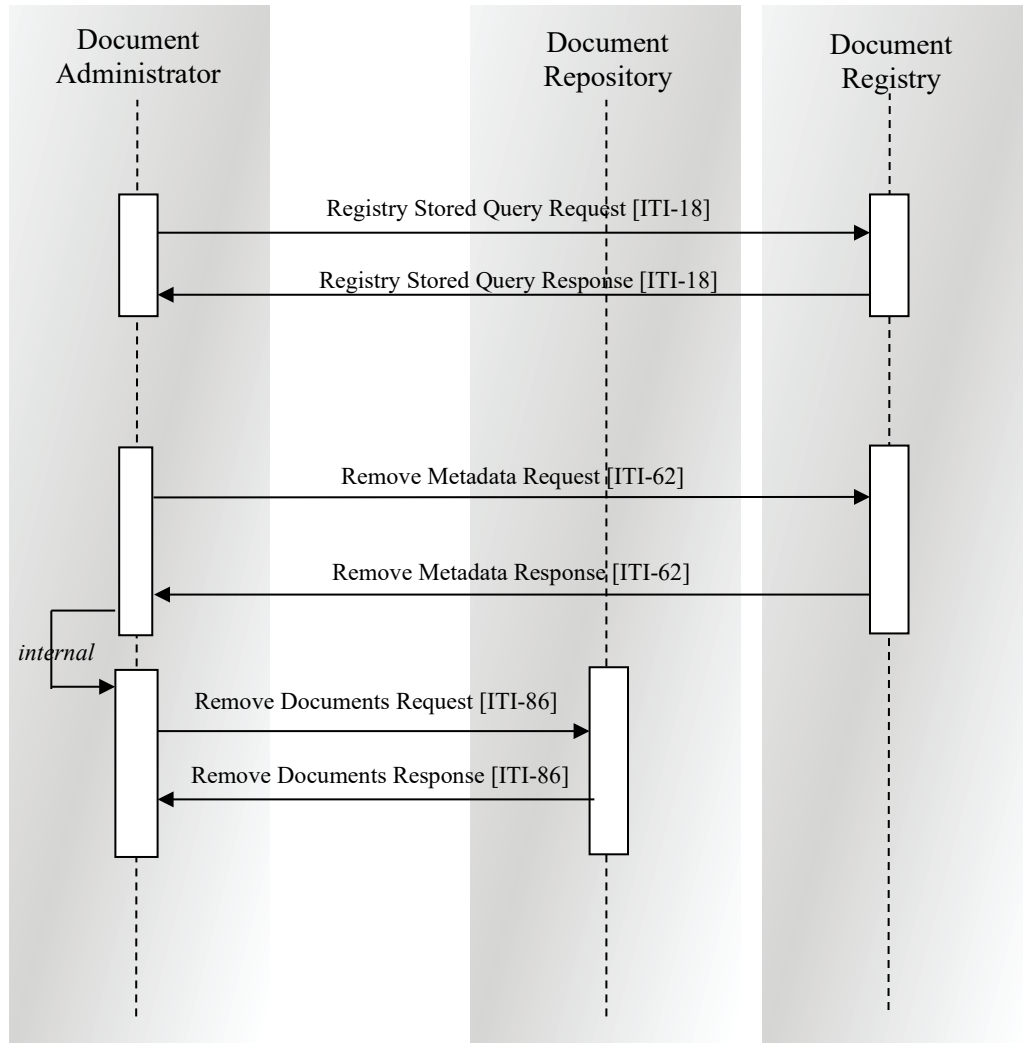 Document
Administrator
Document
Repository
Document
Registry
Registry Stored Query Request [ITI-18]
Registry Stored Query Response [ITI-18]
Remove Metadata Request [ITI-62]
Remove Metadata Response [ITI-62]
internal
Remove Documents Request [ITI-86]
Remove Documents Response [ITI-86]